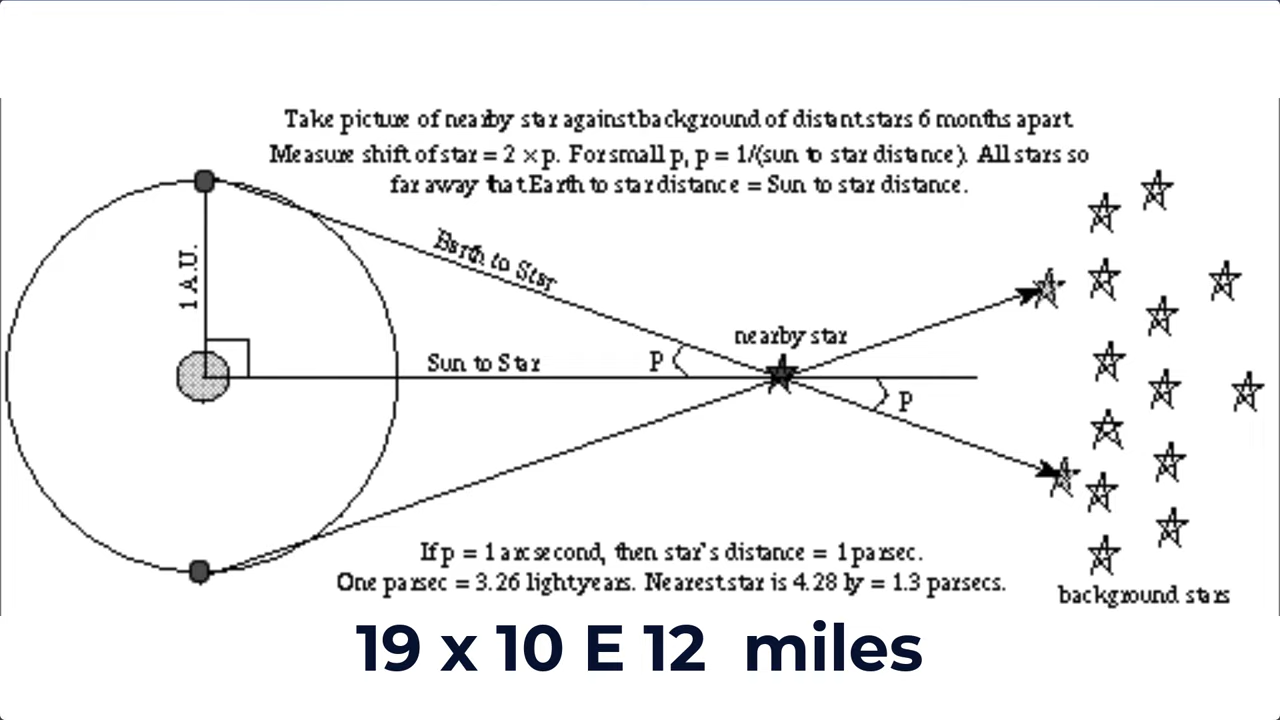 Take picture of nearby star against background of distant stars 6 months apart
Measure shift of star = 2 × p. For small p, p = 1/(sun to star distance). All stars so
far away that Earth to star distance = Sun to star distance.
1 A.U.
Earth to Star
nearby star
Sun to Star
P
P
If p = 1 arcsecond, then star's distance = 1 parsec.
One parsec = 3.26 lightyears. Nearest star is 4.28 ly = 1.3 parsecs.
background stars
19 x 10 E 12 miles